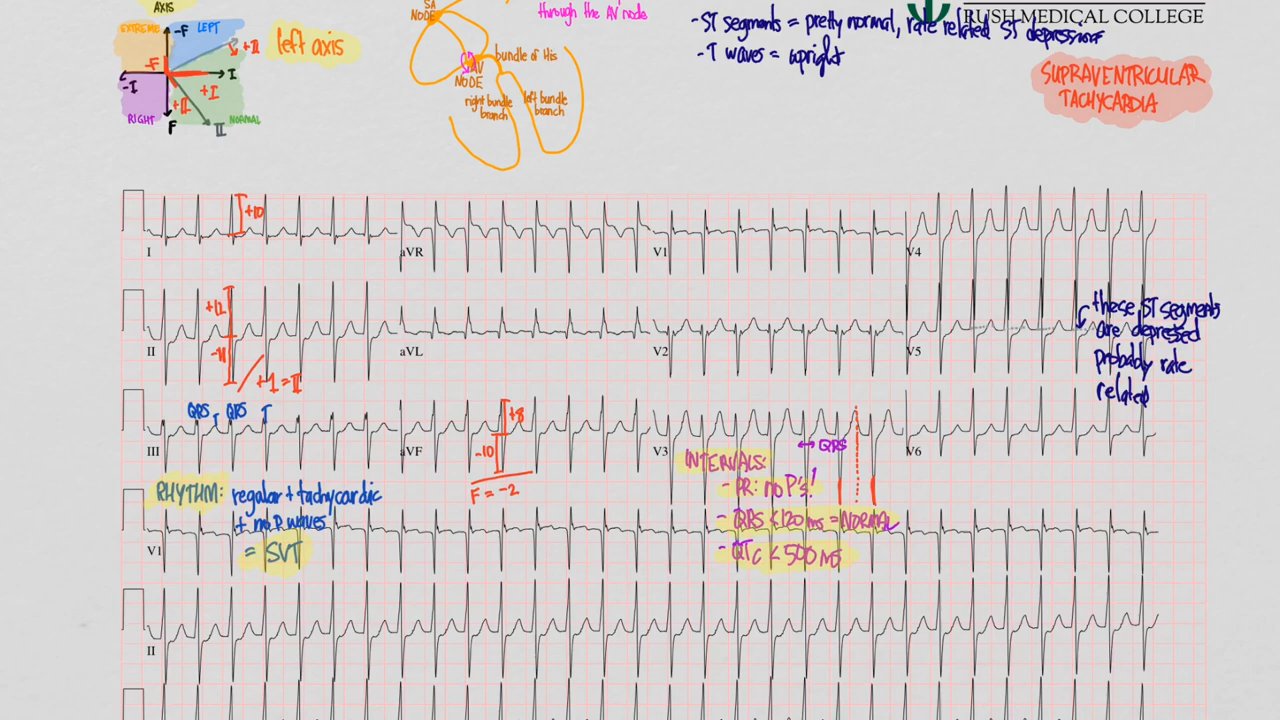 AXIS
EXTREME
-F
LEFT
+II
left axis
-F
-I
I
+I
+II
RIGHT
F
II
NORMAL
SA
NODE
through the AV node
bundle of His
AV
NODE
right bundle
branch
left bundle
branch
RUSH MEDICAL COLLEGE
-ST segments = pretty normal, rate related ST depression
-T waves = upright
SUPRAVENTRICULAR
TACHYCARDIA
+10
I
aVR
V1
V4
+12
-11
+1 = II
II
aVL
V2
V5
these ST segments
are depressed
probably rate
related
QRS T QRS T
+8
-10
F = -2
III
aVF
V3
V6
QRS
INTERVALS:
- PR: no P's!
- QRS < 120 ms = NORMAL
- QTc < 500 ms
RHYTHM: regular + tachycardic
+ no P waves
= SVT
V1
II